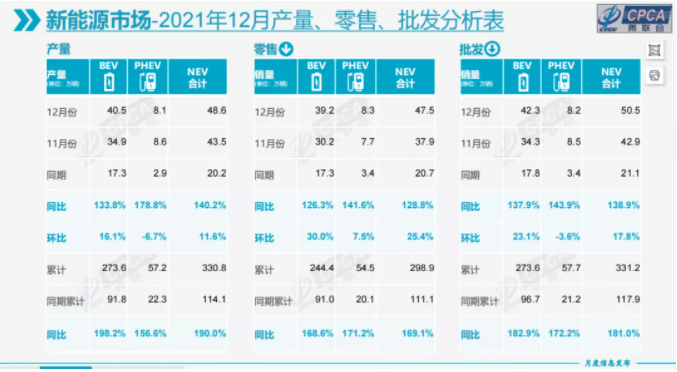 新能源市场-2021年12月产量、零售、批发分析表
CPCA
乘联合
产量
产量 (单位: 万辆) BEV PHEV NEV 合计
12月份 40.5 8.1 48.6
11月份 34.9 8.6 43.5
同期 17.3 2.9 20.2
同比 133.8% 178.8% 140.2%
环比 16.1% -6.7% 11.6%
累计 273.6 57.2 330.8
同期累计 91.8 22.3 114.1
同比 198.2% 156.6% 190.0%
零售
销量 (单位: 万辆) BEV PHEV NEV 合计
12月份 39.2 8.3 47.5
11月份 30.2 7.7 37.9
同期 17.3 3.4 20.7
同比 126.3% 141.6% 128.8%
环比 30.0% 7.5% 25.4%
累计 244.4 54.5 298.9
同期累计 91.0 20.1 111.1
同比 168.6% 171.2% 169.1%
批发
销量 (单位: 万辆) BEV PHEV NEV 合计
12月份 42.3 8.2 50.5
11月份 34.3 8.5 42.9
同期 17.8 3.4 21.1
同比 137.9% 143.9% 138.9%
环比 23.1% -3.6% 17.8%
累计 273.6 57.7 331.2
同期累计 96.7 21.2 117.9
同比 182.9% 172.2% 181.0%
月度信息发布